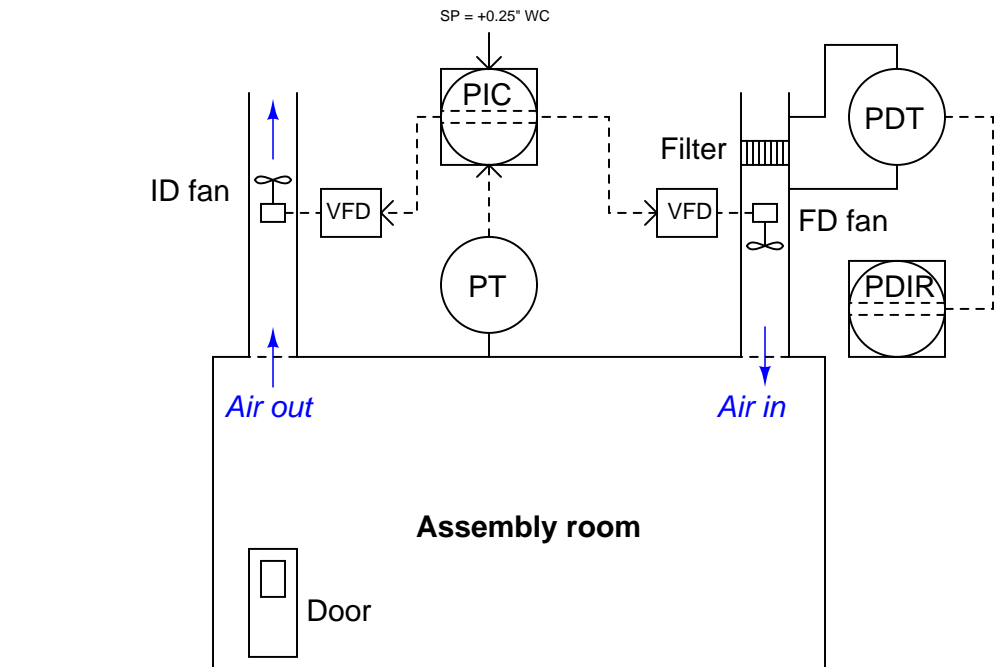 SP = +0.25" WC
PIC
PDT
Filter
ID fan
VFD
VFD
FD fan
PT
PDIR
Air out
Air in
Assembly room
Door